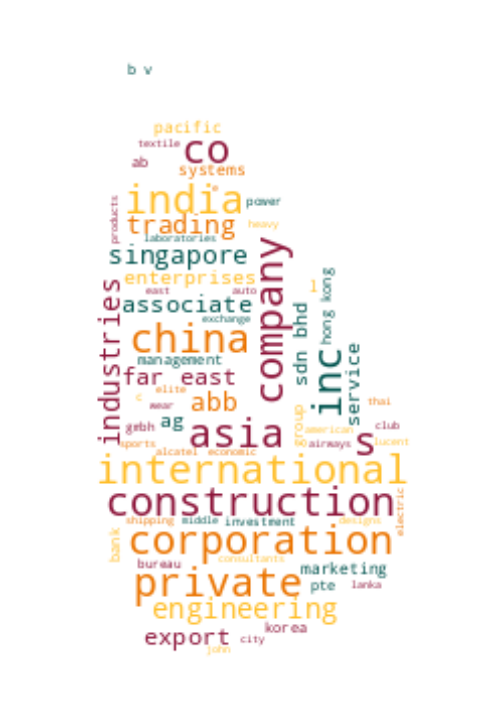 b v
pacific
textile
co
ab
systems
e
india
power
products
trading
heavy
laboratories
singapore
company
enterprises
hong kong
industries
east
auto
l
associate
sdn bhd
inc
exchange
china
service
management
far east
elite
c
abb
wear
thai
group
ag
gmbh
asia
american
club
s
sports
airways
lucent
alcatel
economic
international
construction
electric
shipping
middle
investment
designs
bank
corporation
consultants
bureau
marketing
private
pte
lanka
engineering
korea
export
city
john